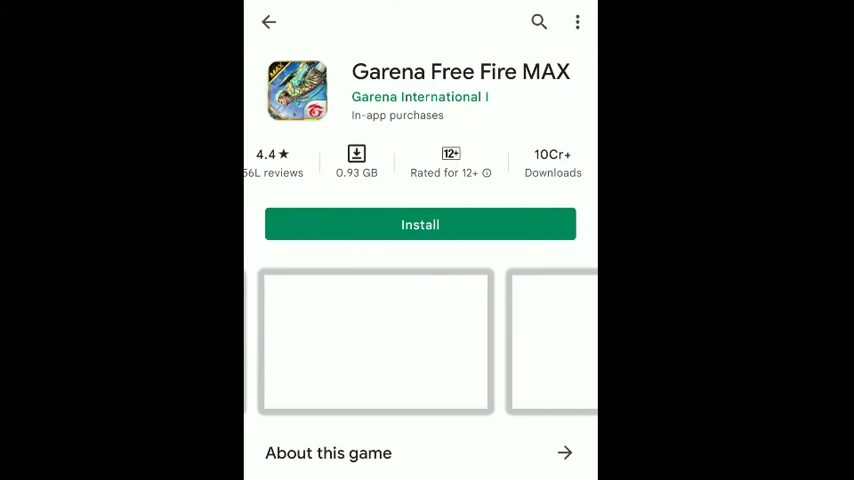 Garena Free Fire MAX
Garena International I
In-app purchases
MAX
4.4★
56L reviews
0.93 GB
12+
Rated for 12+
10Cr+
Downloads
Install
About this game